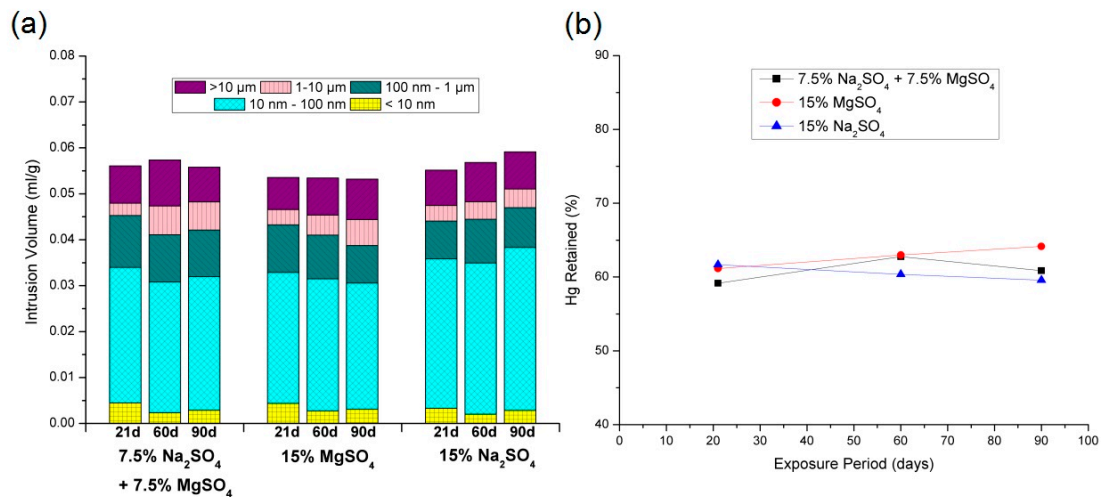 (a)
0.08
0.07
0.06
0.05
0.04
0.03
0.02
0.01
0.00
Intrusion Volume (ml/g)
>10 μm 1-10 μm 100 nm - 1 μm
10 nm - 100 nm < 10 nm
21d 60d 90d 21d 60d 90d 21d 60d 90d
7.5% Na₂SO₄ 15% MgSO₄ 15% Na₂SO₄
+ 7.5% MgSO₄
(b)
90
80
70
60
50
40
Hg Retained (%)
7.5% Na₂SO₄ + 7.5% MgSO₄
15% MgSO₄
15% Na₂SO₄
0 10 20 30 40 50 60 70 80 90 100
Exposure Period (days)